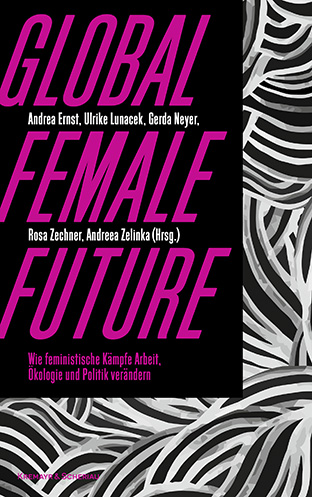 GLOBAL
Andrea Ernst, Ulrike Lunacek, Gerda Neyer,
FEMALE
Rosa Zechner, Andreea Zelinka (Hrsg.)
FUTURE
Wie feministische Kämpfe Arbeit,
Ökologie und Politik verändern
KREMAYR & SCHERIAU